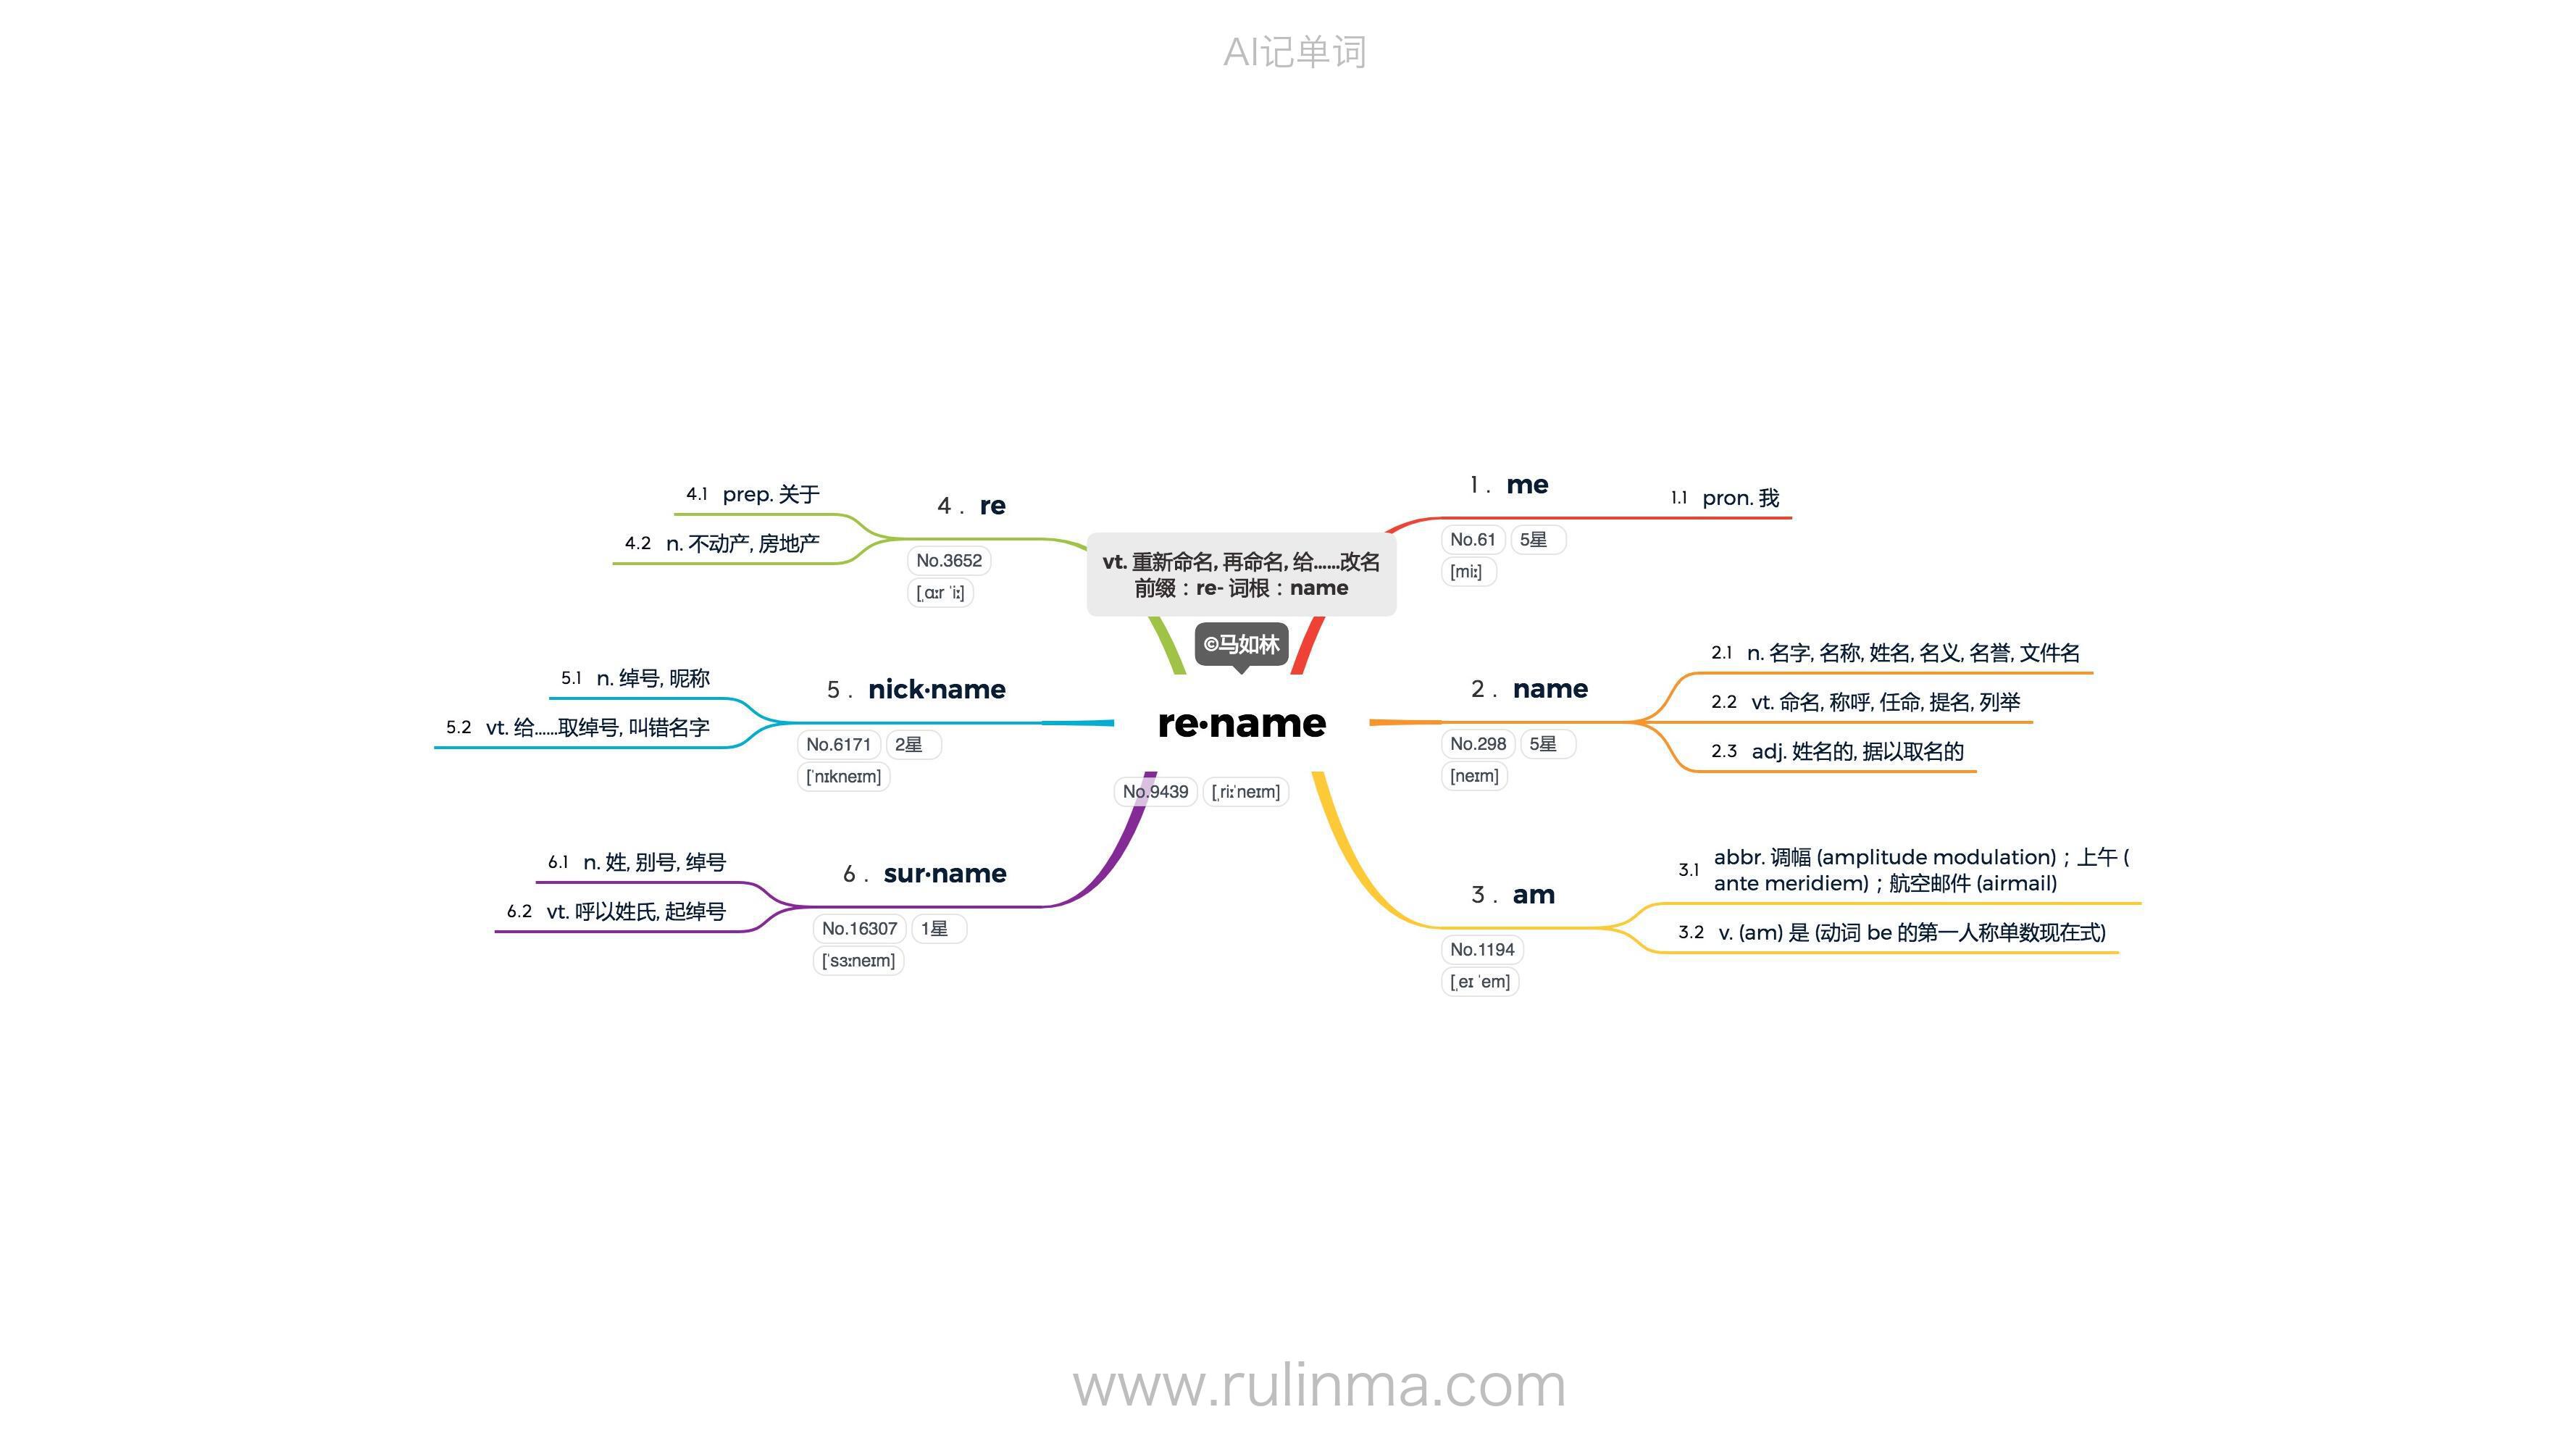 AI记单词
vt. 重新命名, 再命名, 给……改名
前缀：re- 词根：name
©马如林
re·name
No.9439 [ˌriːˈneɪm]
1 . me
No.61 5星
[miː]
1.1 pron. 我
2 . name
No.298 5星
[neɪm]
2.1 n. 名字, 名称, 姓名, 名义, 名誉, 文件名
2.2 vt. 命名, 称呼, 任命, 提名, 列举
2.3 adj. 姓名的, 据以取名的
3 . am
No.1194
[ˌeɪ ˈem]
3.1 abbr. 调幅 (amplitude modulation)；上午 (
ante meridiem)；航空邮件 (airmail)
3.2 v. (am) 是 (动词 be 的第一人称单数现在式)
4 . re
No.3652
[ˌɑːr ˈiː]
4.1 prep. 关于
4.2 n. 不动产, 房地产
5 . nick·name
No.6171 2星
[ˈnɪkneɪm]
5.1 n. 绰号, 昵称
5.2 vt. 给……取绰号, 叫错名字
6 . sur·name
No.16307 1星
[ˈsɜːneɪm]
6.1 n. 姓, 别号, 绰号
6.2 vt. 呼以姓氏, 起绰号
www.rulinma.com